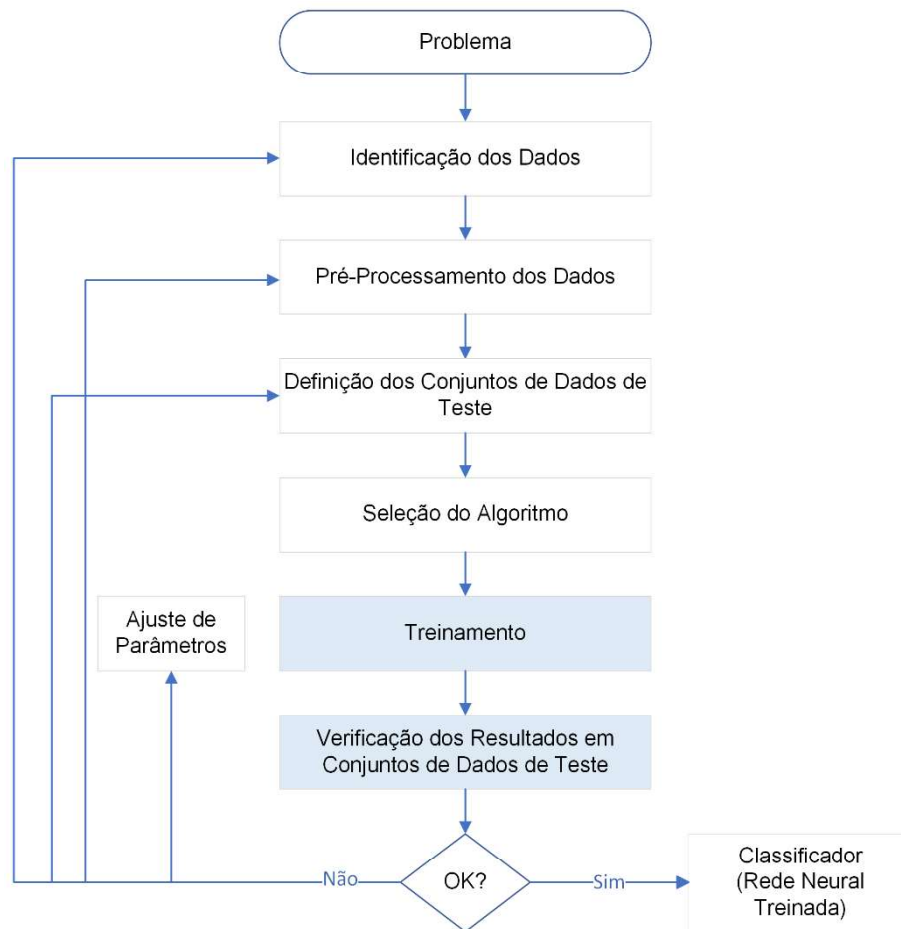 Problema
Identificação dos Dados
Pré-Processamento dos Dados
Definição dos Conjuntos de Dados de
Teste
Seleção do Algoritmo
Ajuste de
Parâmetros
Treinamento
Verificação dos Resultados em
Conjuntos de Dados de Teste
Não
OK?
Sim
Classificador
(Rede Neural
Treinada)